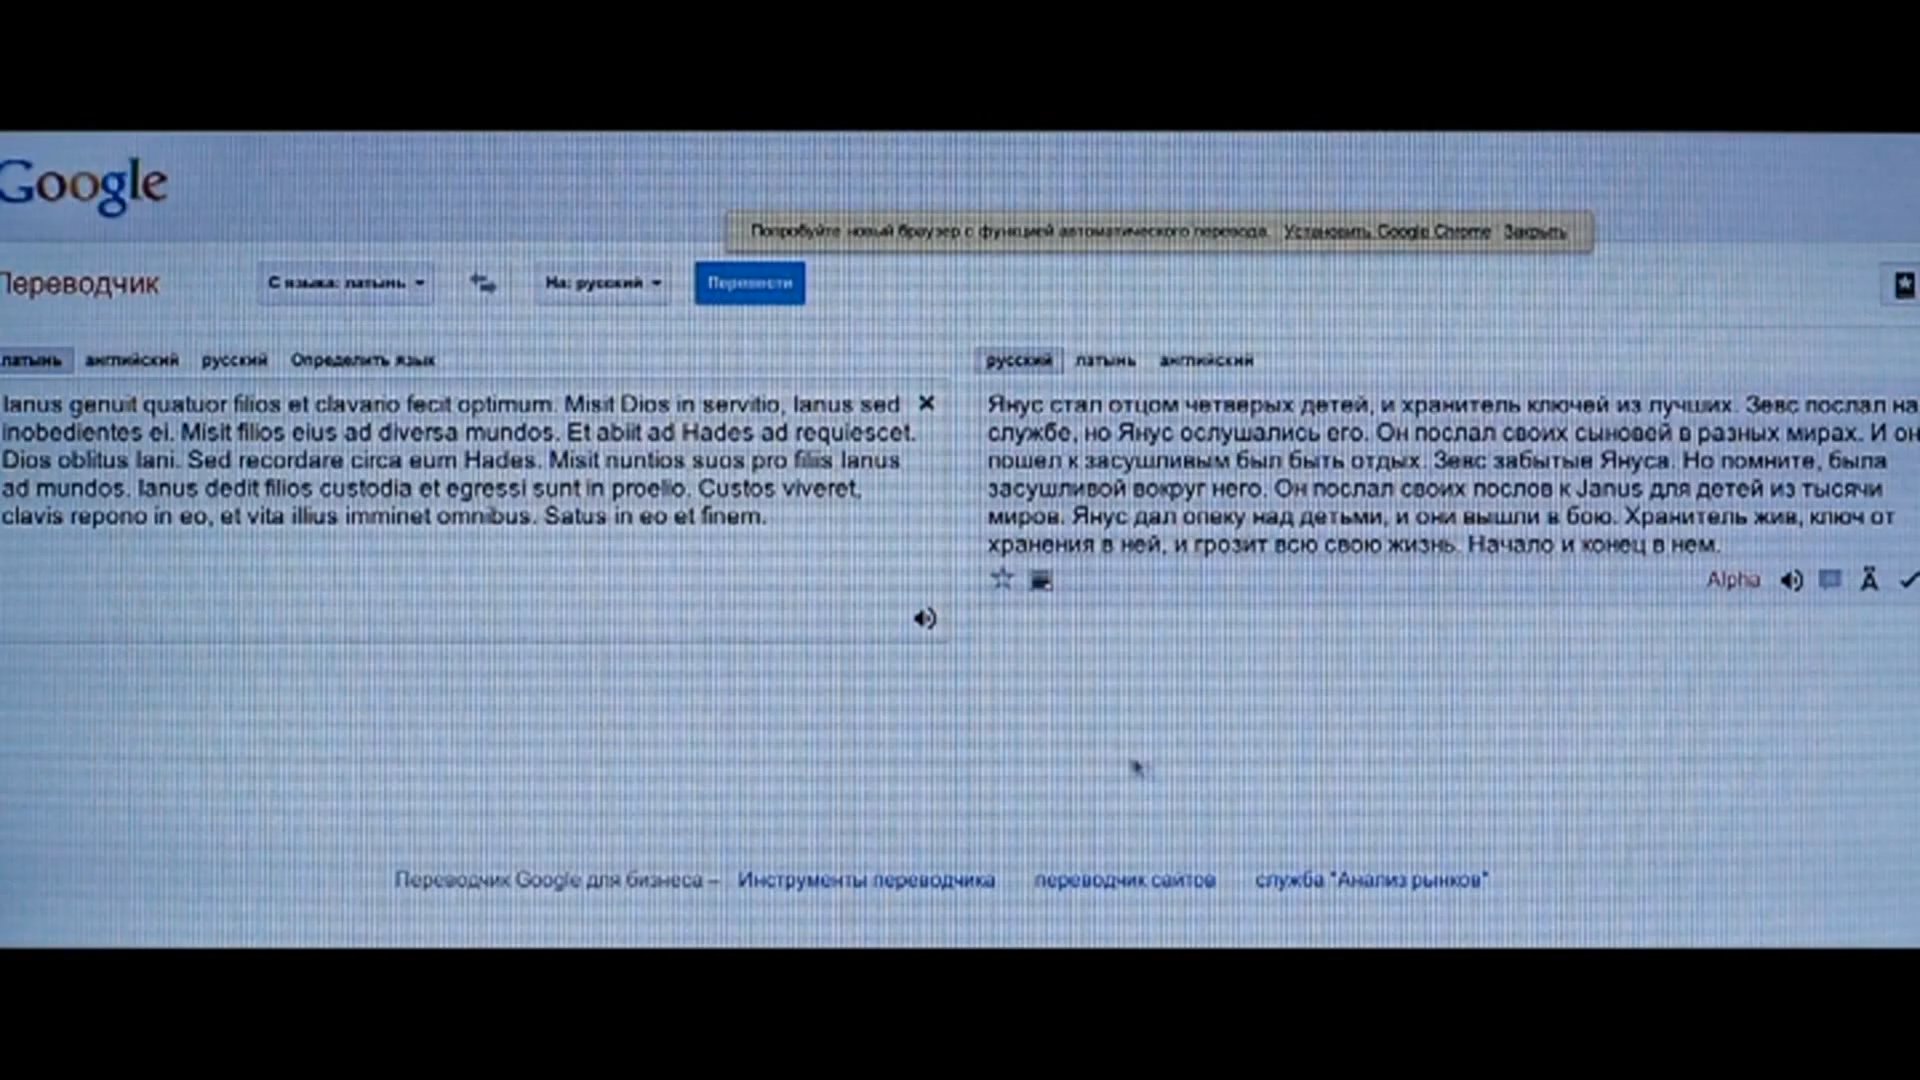 Google
Попробуйте новый браузер с функцией автоматического перевода. Установить Google Chrome Закрыть
Переводчик С языка: латынь На: русский Перевести
латынь английский русский Определить язык
Ianus genuit quatuor filios et clavario fecit optimum. Misit Dios in servitio, Ianus sed
inobedientes ei. Misit filios eius ad diversa mundos. Et abiit ad Hades ad requiescet.
Dios oblitus Iani. Sed recordare circa eum Hades. Misit nuntios suos pro filiis Ianus
ad mundos. Ianus dedit filios custodia et egressi sunt in proelio. Custos viveret,
clavis repono in eo, et vita illius imminet omnibus. Satus in eo et finem.
русский латынь английский
Янус стал отцом четверых детей, и хранитель ключей из лучших. Зевс послал на
службе, но Янус ослушались его. Он послал своих сыновей в разных мирах. И он
пошел к засушливым был быть отдых. Зевс забытые Януса. Но помните, была
засушливой вокруг него. Он послал своих послов к Janus для детей из тысячи
миров. Янус дал опеку над детьми, и они вышли в бою. Хранитель жив, ключ от
хранения в ней, и грозит всю свою жизнь. Начало и конец в нем.
Alpha Ä
Переводчик Google для бизнеса – Инструменты переводчика переводчик сайтов служба "Анализ рынков"